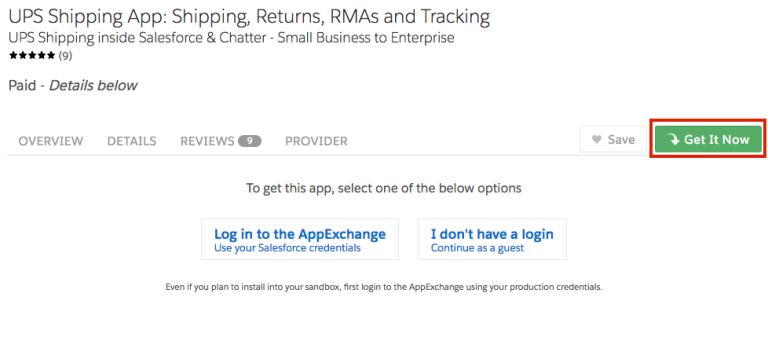 UPS Shipping App: Shipping, Returns, RMAs and Tracking
UPS Shipping inside Salesforce & Chatter - Small Business to Enterprise
★★★★★ (9)
Paid - Details below
OVERVIEW DETAILS REVIEWS 9 PROVIDER Save Get It Now
To get this app, select one of the below options
Log in to the AppExchange I don't have a login
Use your Salesforce credentials Continue as a guest
Even if you plan to install into your sandbox, first login to the AppExchange using your production credentials.